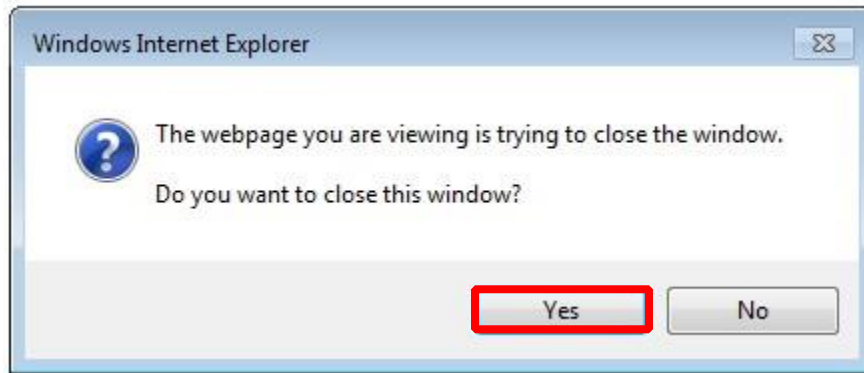 Windows Internet Explorer
The webpage you are viewing is trying to close the window.
Do you want to close this window?
Yes
No